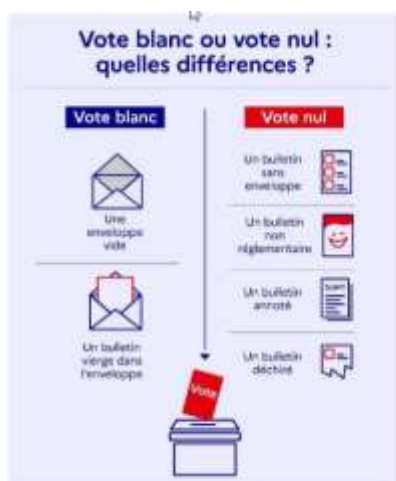 Vote blanc ou vote nul :
quelles différences ?
Vote blanc
Une
enveloppe
vide
Un bulletin
vierge dans
l'enveloppe
Vote nul
Un bulletin
sans
enveloppe
Un bulletin
non
réglementaire
Un bulletin
annoté
Un bulletin
déchiré
Vote